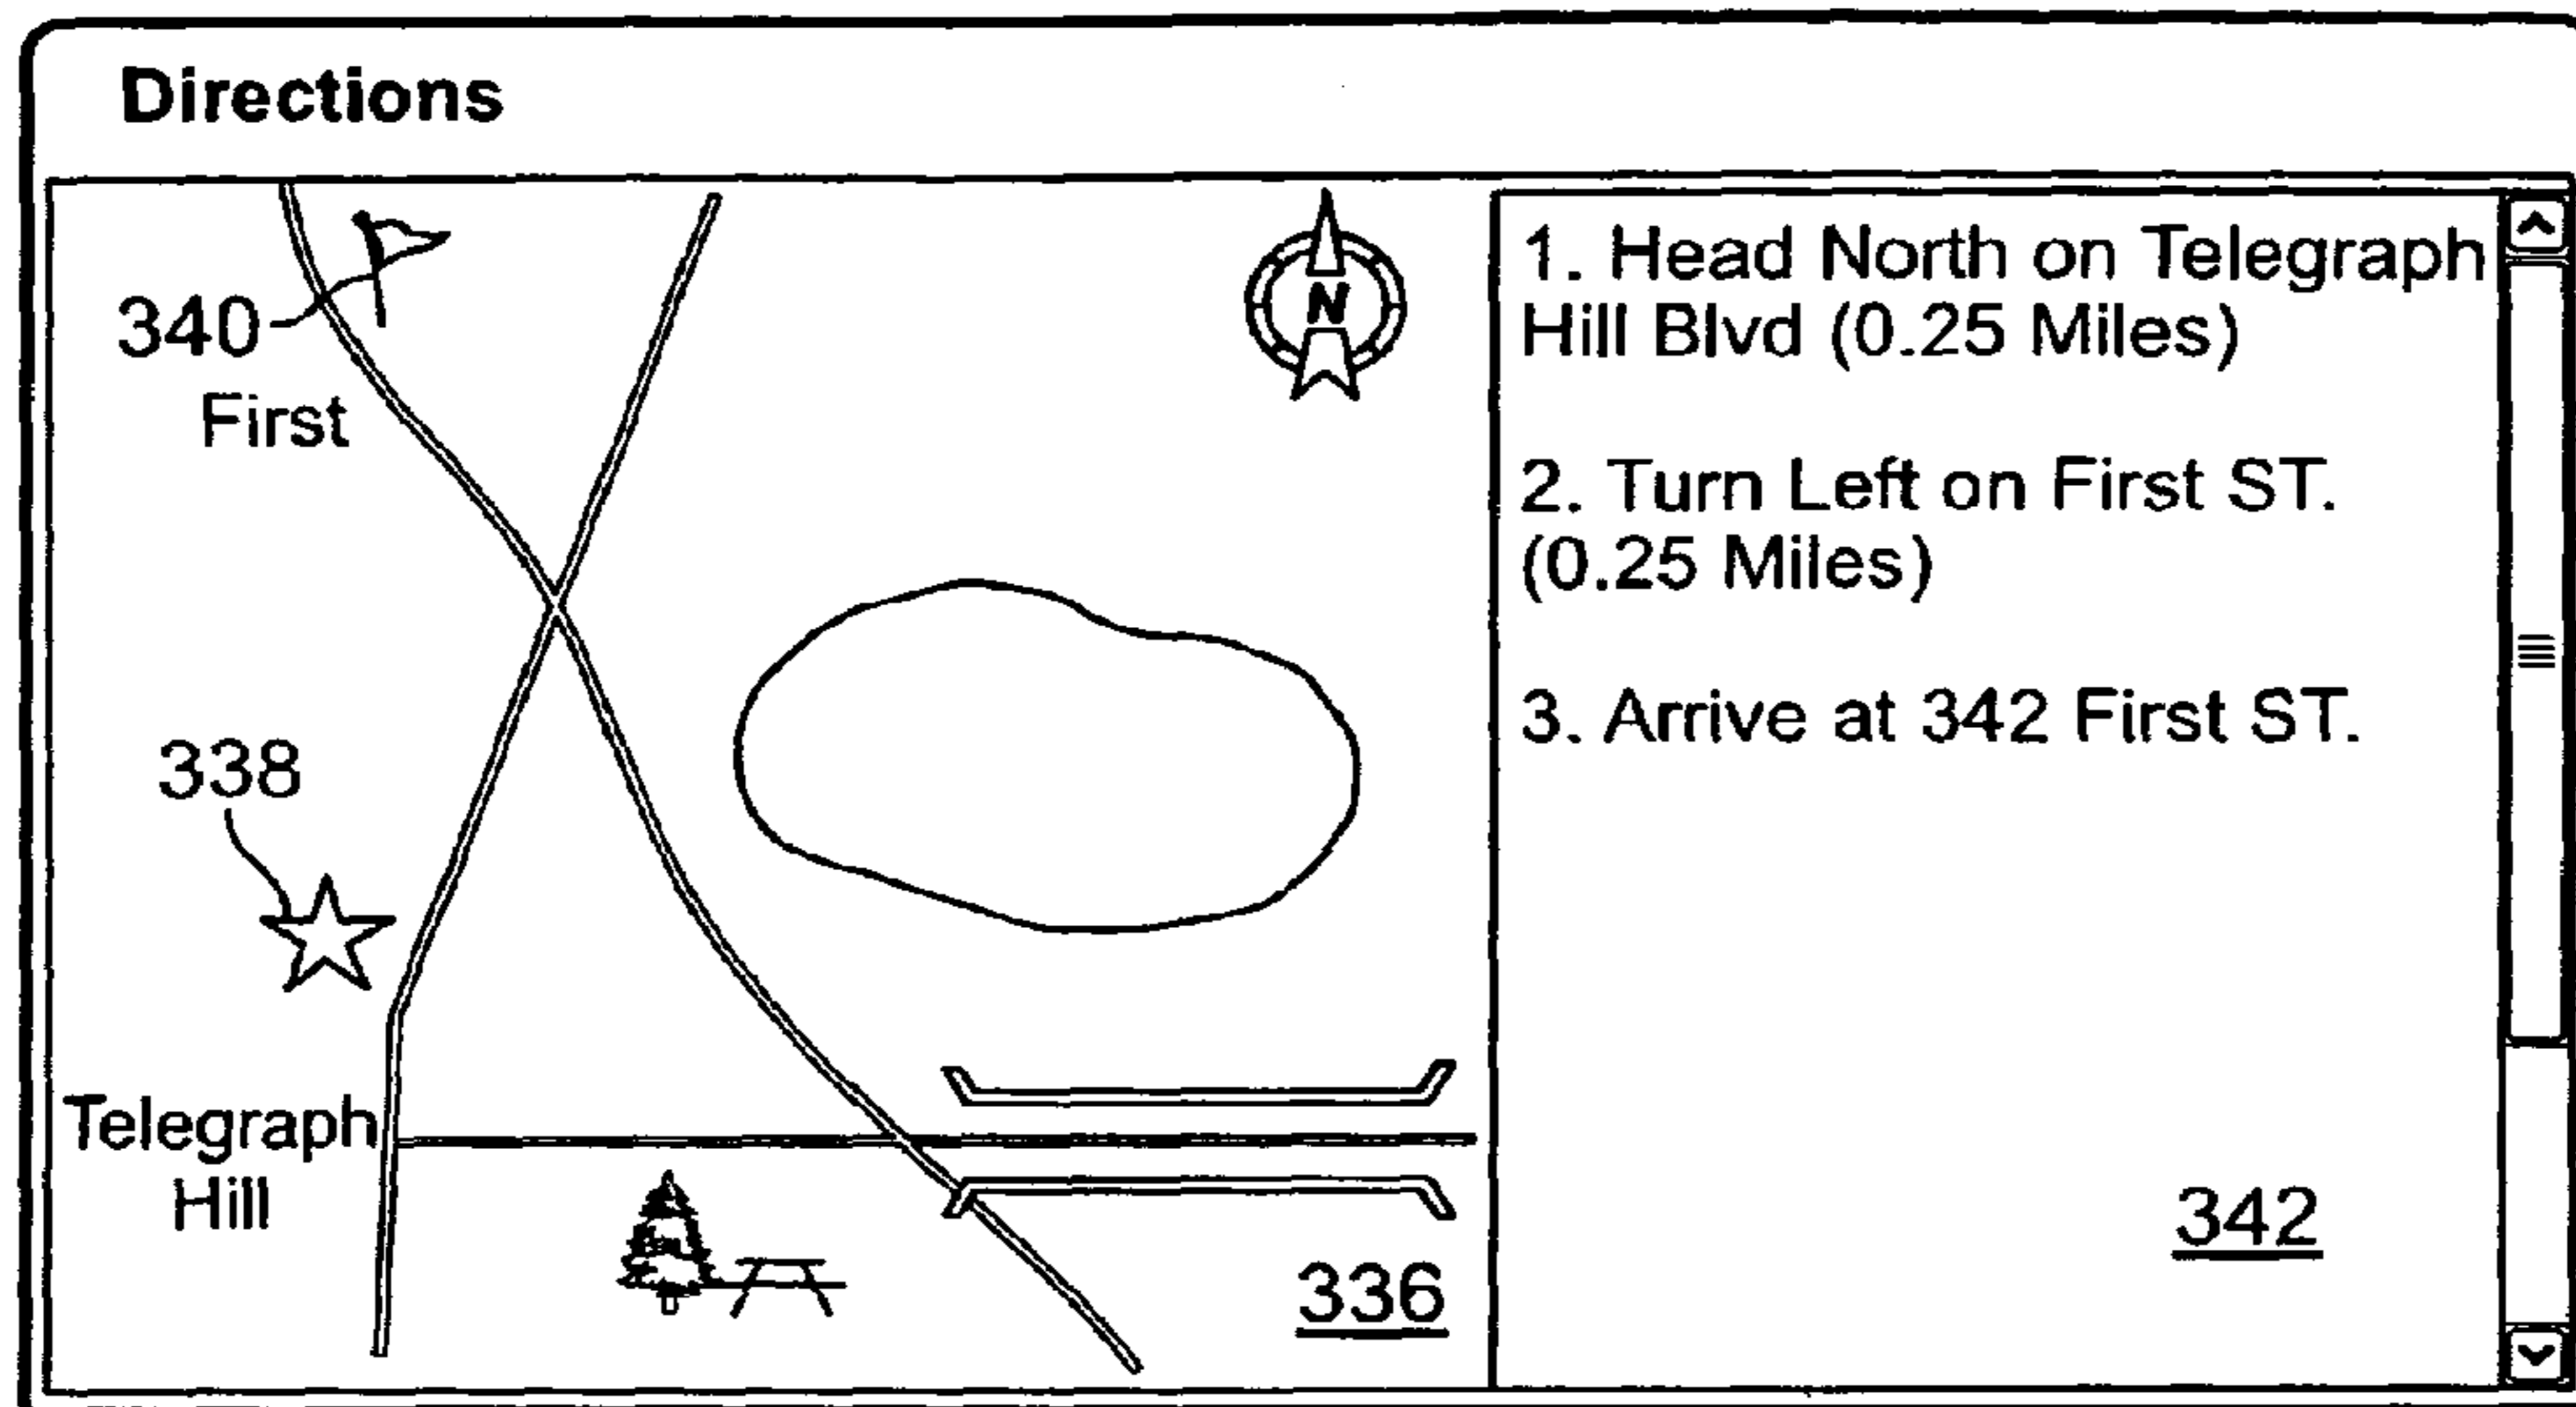 Directions
340
First
338
Telegraph
Hill
336
N
1. Head North on Telegraph
Hill Blvd (0.25 Miles)
2. Turn Left on First ST.
(0.25 Miles)
3. Arrive at 342 First ST.
342